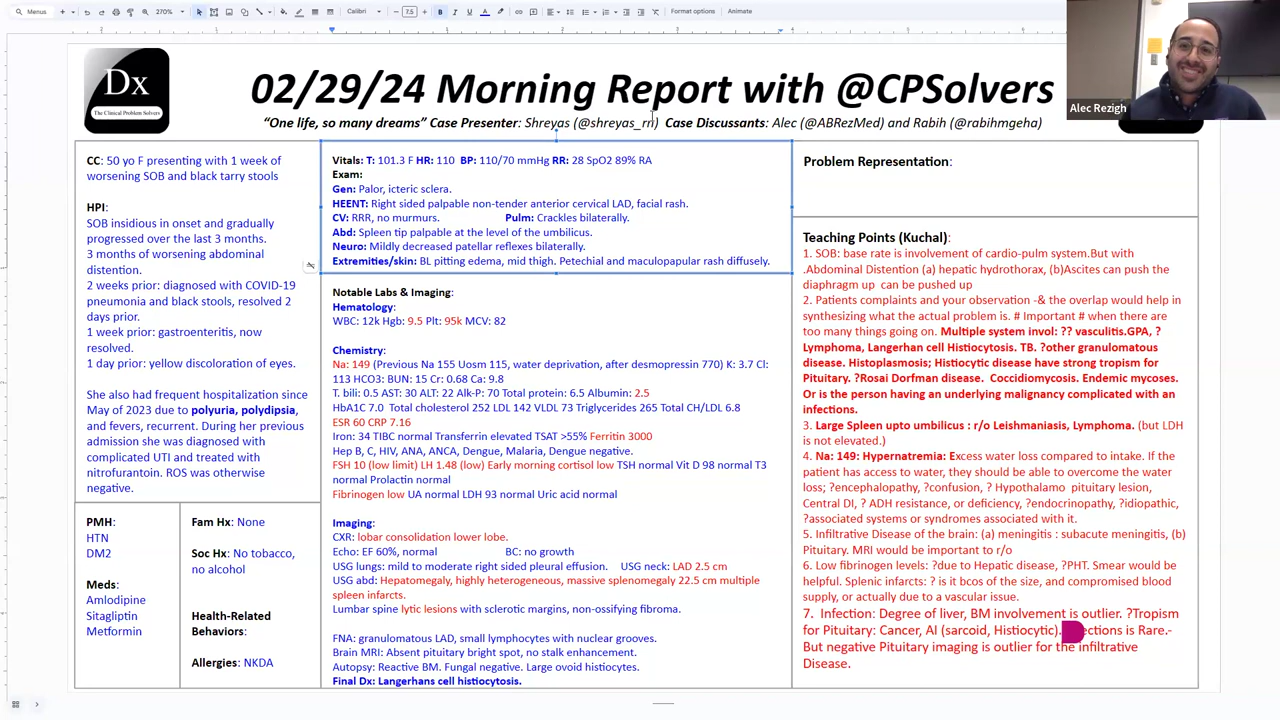 Menus
270%
Calibri
7.5
B I U A
Format options
Animate
Alec Rezigh
Dx
The Clinical Problem Solvers
02/29/24 Morning Report with @CPSolvers
“One life, so many dreams” Case Presenter: Shreyas (@shreyas_rn) Case Discussants: Alec (@ABRezMed) and Rabih (@rabihmgeha)
CC: 50 yo F presenting with 1 week of
worsening SOB and black tarry stools
HPI:
SOB insidious in onset and gradually
progressed over the last 3 months.
3 months of worsening abdominal
distention.
2 weeks prior: diagnosed with COVID-19
pneumonia and black stools, resolved 2
days prior.
1 week prior: gastroenteritis, now
resolved.
1 day prior: yellow discoloration of eyes.
She also had frequent hospitalization since
May of 2023 due to polyuria, polydipsia,
and fevers, recurrent. During her previous
admission she was diagnosed with
complicated UTI and treated with
nitrofurantoin. ROS was otherwise
negative.
PMH:
HTN
DM2
Meds:
Amlodipine
Sitagliptin
Metformin
Fam Hx: None
Soc Hx: No tobacco,
no alcohol
Health-Related
Behaviors:
Allergies: NKDA
Vitals: T: 101.3 F HR: 110 BP: 110/70 mmHg RR: 28 SpO2 89% RA
Exam:
Gen: Palor, icteric sclera.
HEENT: Right sided palpable non-tender anterior cervical LAD, facial rash.
CV: RRR, no murmurs. Pulm: Crackles bilaterally.
Abd: Spleen tip palpable at the level of the umbilicus.
Neuro: Mildly decreased patellar reflexes bilaterally.
Extremities/skin: BL pitting edema, mid thigh. Petechial and maculopapular rash diffusely.
Notable Labs & Imaging:
Hematology:
WBC: 12k Hgb: 9.5 Plt: 95k MCV: 82
Chemistry:
Na: 149 (Previous Na 155 Uosm 115, water deprivation, after desmopressin 770) K: 3.7 Cl:
113 HCO3: BUN: 15 Cr: 0.68 Ca: 9.8
T. bili: 0.5 AST: 30 ALT: 22 Alk-P: 70 Total protein: 6.5 Albumin: 2.5
HbA1C 7.0 Total cholesterol 252 LDL 142 VLDL 73 Triglycerides 265 Total CH/LDL 6.8
ESR 60 CRP 7.16
Iron: 34 TIBC normal Transferrin elevated TSAT >55% Ferritin 3000
Hep B, C, HIV, ANA, ANCA, Dengue, Malaria, Dengue negative.
FSH 10 (low limit) LH 1.48 (low) Early morning cortisol low TSH normal Vit D 98 normal T3
normal Prolactin normal
Fibrinogen low UA normal LDH 93 normal Uric acid normal
Imaging:
CXR: lobar consolidation lower lobe.
Echo: EF 60%, normal BC: no growth
USG lungs: mild to moderate right sided pleural effusion. USG neck: LAD 2.5 cm
USG abd: Hepatomegaly, highly heterogeneous, massive splenomegaly 22.5 cm multiple
spleen infarcts.
Lumbar spine lytic lesions with sclerotic margins, non-ossifying fibroma.
FNA: granulomatous LAD, small lymphocytes with nuclear grooves.
Brain MRI: Absent pituitary bright spot, no stalk enhancement.
Autopsy: Reactive BM. Fungal negative. Large ovoid histiocytes.
Final Dx: Langerhans cell histiocytosis.
Problem Representation:
Teaching Points (Kuchal):
1. SOB: base rate is involvement of cardio-pulm system.But with
.Abdominal Distention (a) hepatic hydrothorax, (b)Ascites can push the
diaphragm up can be pushed up
2. Patients complaints and your observation -& the overlap would help in
synthesizing what the actual problem is. # Important # when there are
too many things going on. Multiple system invol: ?? vasculitis.GPA, ?
Lymphoma, Langerhan cell Histiocytosis. TB. ?other granulomatous
disease. Histoplasmosis; Histiocytic disease have strong tropism for
Pituitary. ?Rosai Dorfman disease. Coccidiomycosis. Endemic mycoses.
Or is the person having an underlying malignancy complicated with an
infections.
3. Large Spleen upto umbilicus : r/o Leishmaniasis, Lymphoma. (but LDH
is not elevated.)
4. Na: 149: Hypernatremia: Excess water loss compared to intake. If the
patient has access to water, they should be able to overcome the water
loss; ?encephalopathy, ?confusion, ? Hypothalamo pituitary lesion,
Central DI, ? ADH resistance, or deficiency, ?endocrinopathy, ?idiopathic,
?associated systems or syndromes associated with it.
5. Infiltrative Disease of the brain: (a) meningitis : subacute meningitis, (b)
Pituitary. MRI would be important to r/o
6. Low fibrinogen levels: ?due to Hepatic disease, ?PHT. Smear would be
helpful. Splenic infarcts: ? is it bcos of the size, and compromised blood
supply, or actually due to a vascular issue.
7. Infection: Degree of liver, BM involvement is outlier. ?Tropism
for Pituitary: Cancer, AI (sarcoid, Histiocytic). ections is Rare.-
But negative Pituitary imaging is outlier for the infiltrative
Disease.